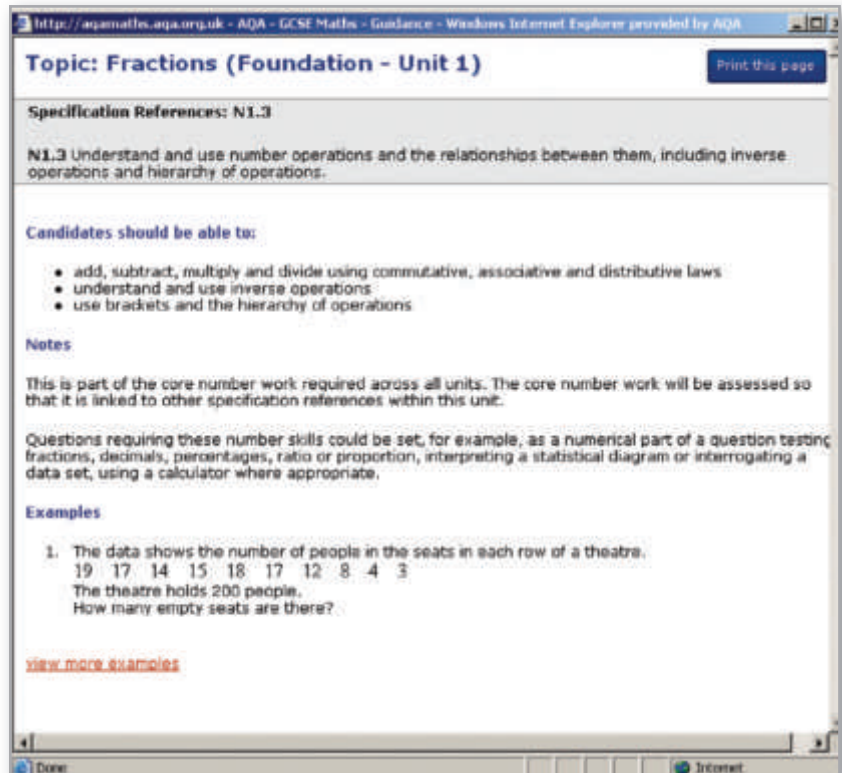 http://aqamaths.aqa.org.uk - AQA - GCSE Maths - Guidance - Windows Internet Explorer provided by AQA
Topic: Fractions (Foundation - Unit 1)
Print this page
Specification References: N1.3
N1.3 Understand and use number operations and the relationships between them, including inverse
operations and hierarchy of operations.
Candidates should be able to:
• add, subtract, multiply and divide using commutative, associative and distributive laws
• understand and use inverse operations
• use brackets and the hierarchy of operations
Notes
This is part of the core number work required across all units. The core number work will be assessed so
that it is linked to other specification references within this unit.
Questions requiring these number skills could be set, for example, as a numerical part of a question testing
fractions, decimals, percentages, ratio or proportion, interpreting a statistical diagram or interrogating a
data set, using a calculator where appropriate.
Examples
1. The data shows the number of people in the seats in each row of a theatre.
19 17 14 15 18 17 12 8 4 3
The theatre holds 200 people.
How many empty seats are there?
view more examples
Done
Internet